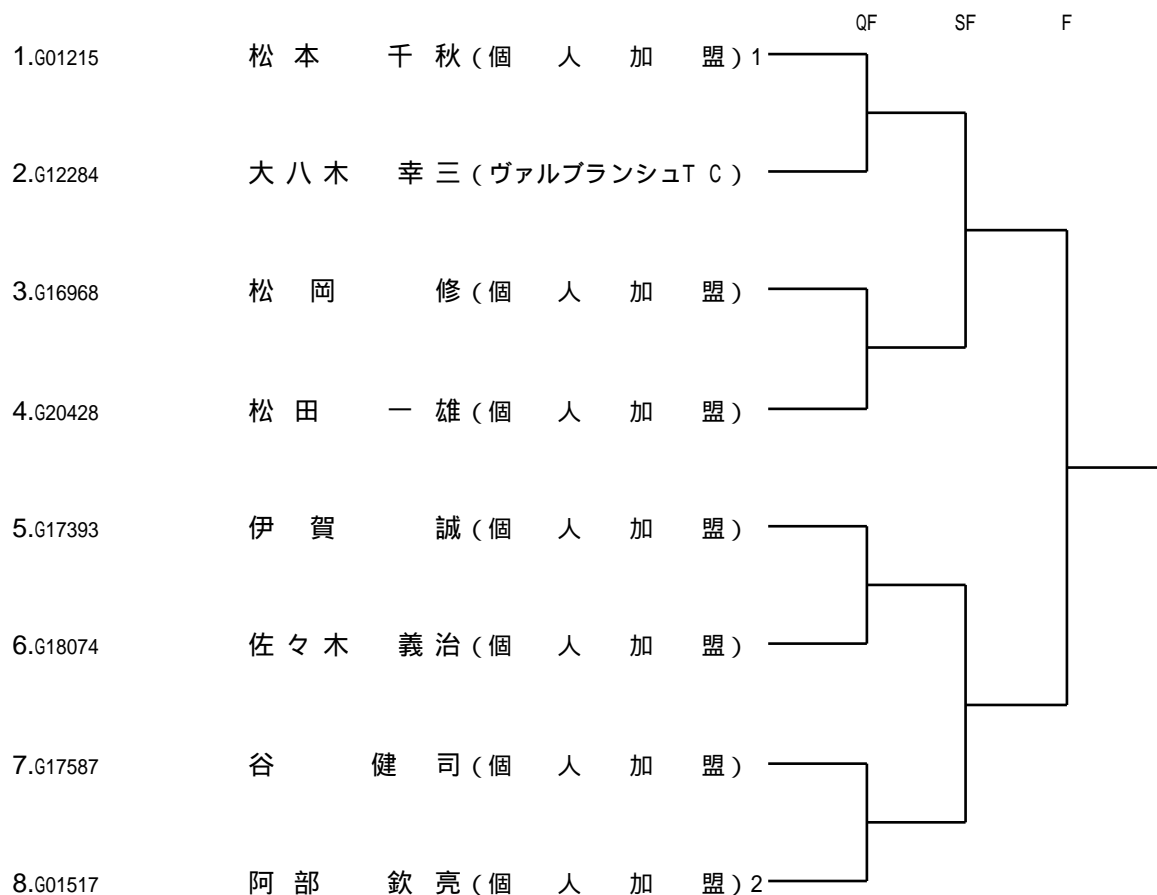 QF SF F
1.G01215 松本 千秋(個人加盟)1
2.G12284 大八木 幸三(ヴァルブランシュTC)
3.G16968 松岡 修(個人加盟)
4.G20428 松田 一雄(個人加盟)
5.G17393 伊賀 誠(個人加盟)
6.G18074 佐々木 義治(個人加盟)
7.G17587 谷 健司(個人加盟)
8.G01517 阿部 欽亮(個人加盟)2